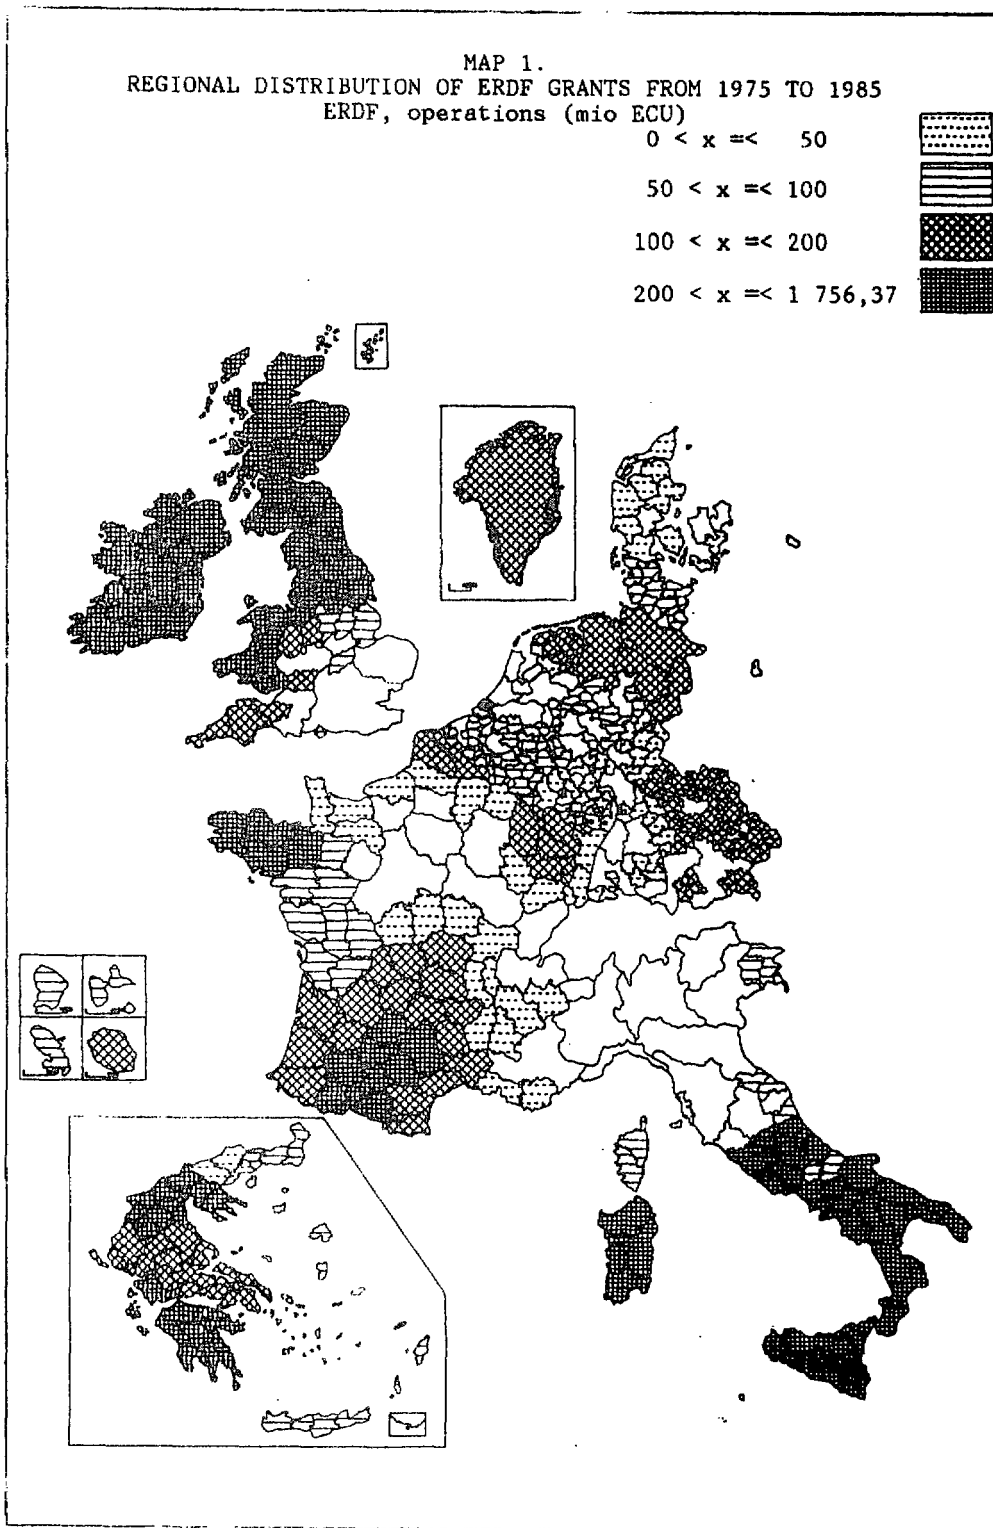 MAP 1.
REGIONAL DISTRIBUTION OF ERDF GRANTS FROM 1975 TO 1985
ERDF, operations (mio ECU)
0 < x =< 50
50 < x =< 100
100 < x =< 200
200 < x =< 1 756,37